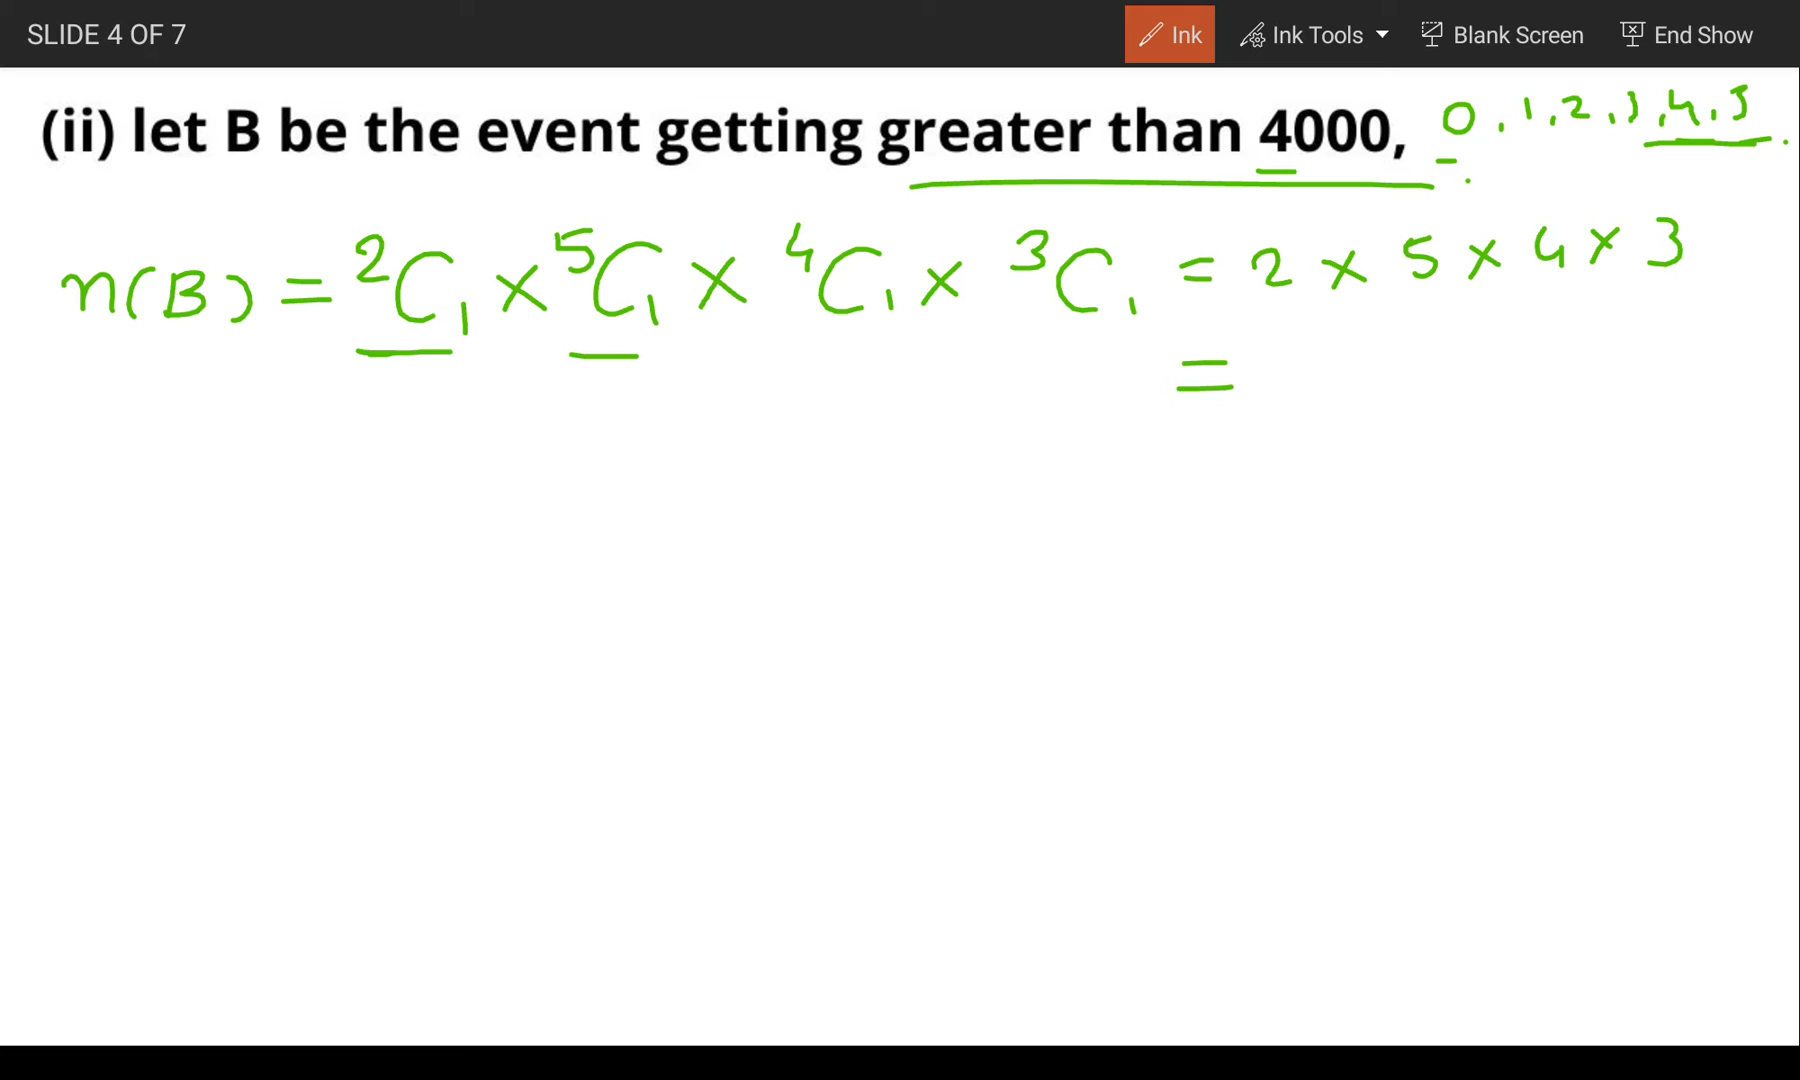 SLIDE 4 OF 7 Ink Ink Tools Blank Screen End Show
(ii) let B be the event getting greater than 4000, 0, 1, 2, 3, 4, 5
n(B) = ²C₁ × ⁵C₁ × ⁴C₁ × ³C₁ = 2 × 5 × 4 × 3
=